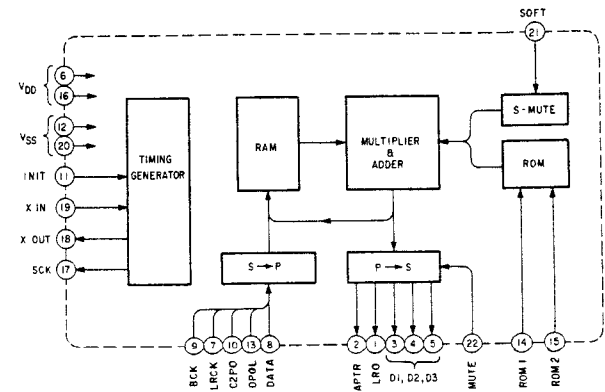 SOFT
21
VDD
6
16
VSS
12
20
INIT
11
X IN
19
X OUT
18
SCK
17
TIMING
GENERATOR
RAM
MULTIPLIER
&
ADDER
S-MUTE
ROM
S → P
P → S
9
7
10
13
8
2
1
3
4
5
22
14
15
BCK
LRCK
C2PO
OPOL
DATA
APTR
LRO
D1, D2, D3
MUTE
ROM 1
ROM 2